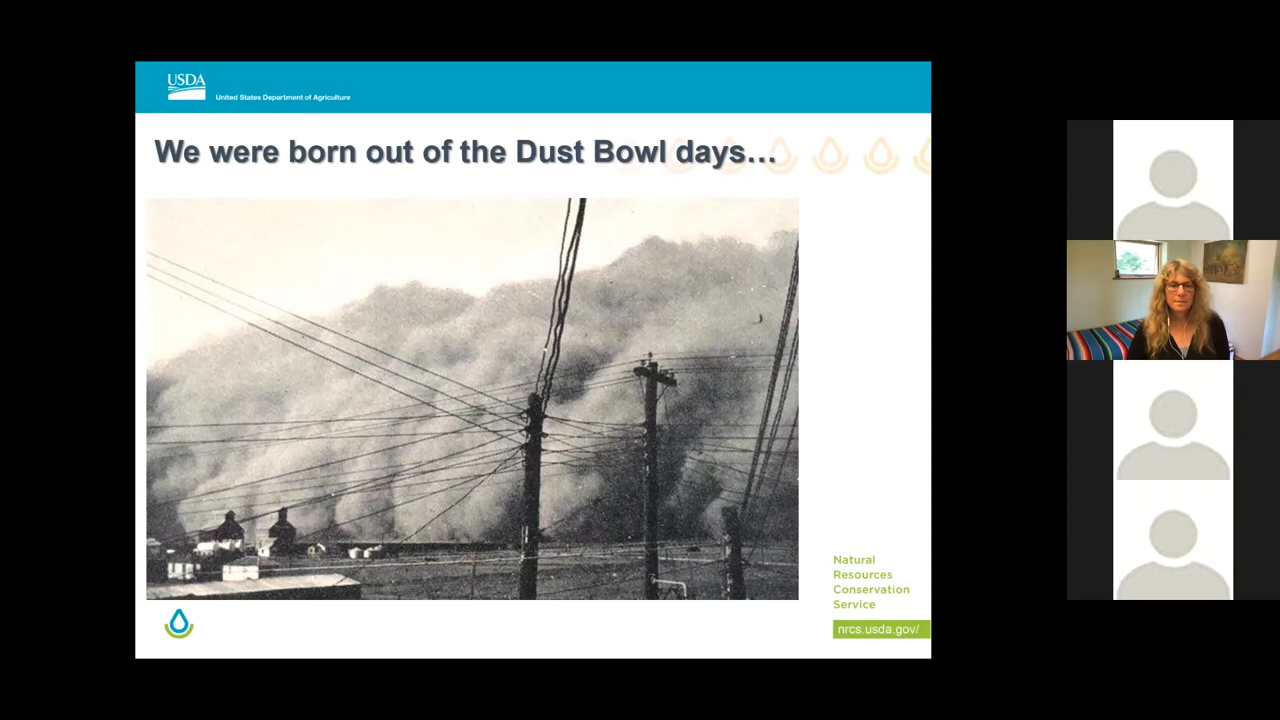 USDA
United States Department of Agriculture
We were born out of the Dust Bowl days...
Natural
Resources
Conservation
Service
nrcs.usda.gov/